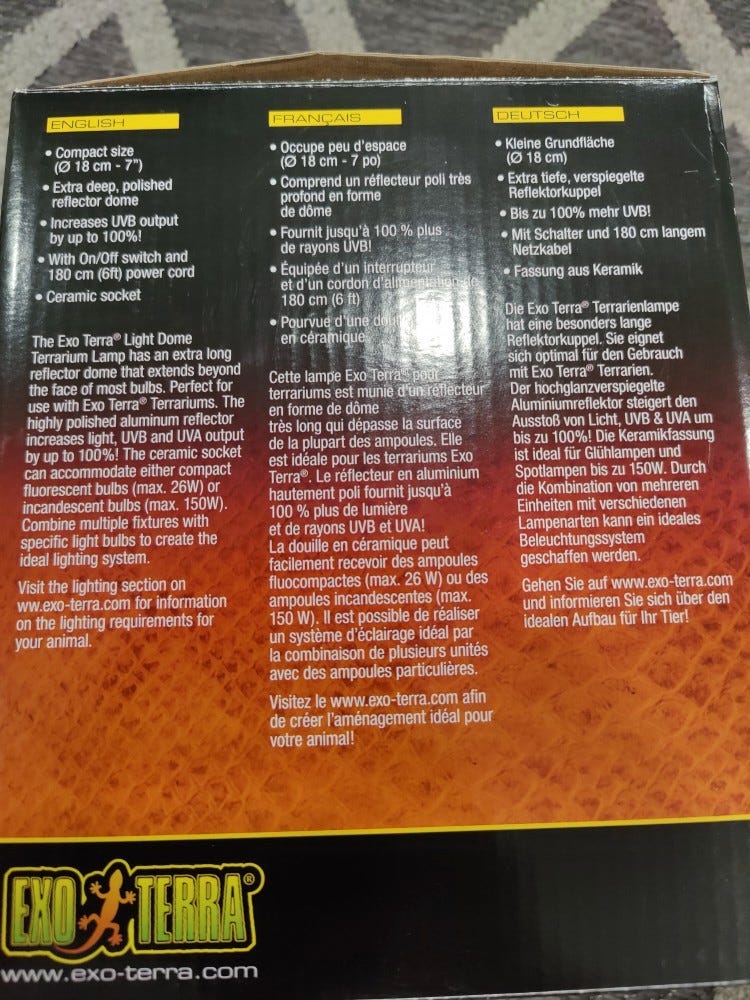 ENGLISH
• Compact size
(Ø 18 cm - 7")
• Extra deep, polished
reflector dome
• Increases UVB output
by up to 100%!
• With On/Off switch and
180 cm (6ft) power cord
• Ceramic socket
The Exo Terra® Light Dome
Terrarium Lamp has an extra long
reflector dome that extends beyond
the face of most bulbs. Perfect for
use with Exo Terra® Terrariums. The
highly polished aluminum reflector
increases light, UVB and UVA output
by up to 100%! The ceramic socket
can accommodate either compact
fluorescent bulbs (max. 26W) or
incandescent bulbs (max. 150W).
Combine multiple fixtures with
specific light bulbs to create the
ideal lighting system.
Visit the lighting section on
ww.exo-terra.com for information
on the lighting requirements for
your animal.
FRANÇAIS
• Occupe peu d'espace
(Ø 18 cm - 7 po)
• Comprend un réflecteur poli très
profond en forme
de dôme
• Fournit jusqu'à 100 % plus
de rayons UVB!
• Équipée d'un interrupteur
et d'un cordon d'alimentation de
180 cm (6 ft)
• Pourvue d'une
en céramique
Cette lampe Exo Terra® pour
terrariums est munie d'un réflecteur
en forme de dôme
très long qui dépasse la surface
de la plupart des ampoules. Elle
est idéale pour les terrariums Exo
Terra®. Le réflecteur en aluminium
hautement poli fournit jusqu'à
100 % plus de lumière
et de rayons UVB et UVA!
La douille en céramique peut
facilement recevoir des ampoules
fluocompactes (max. 26 W) ou des
ampoules incandescentes (max.
150 W). Il est possible de réaliser
un système d'éclairage idéal par
la combinaison de plusieurs unités
avec des ampoules particulières.
Visitez le www.exo-terra.com afin
de créer l'aménagement idéal pour
votre animal!
DEUTSCH
• Kleine Grundfläche
(Ø 18 cm)
• Extra tiefe, verspiegelte
Reflektorkuppel
• Bis zu 100% mehr UVB!
• Mit Schalter und 180 cm langem
Netzkabel
• Fassung aus Keramik
Die Exo Terra® Terrarienlampe
hat eine besonders lange
Reflektorkuppel. Sie eignet
sich optimal für den Gebrauch
mit Exo Terra® Terrarien.
Der hochglanzverspiegelte
Aluminiumreflektor steigert den
Ausstoß von Licht, UVB & UVA um
bis zu 100%! Die Keramikfassung
ist ideal für Glühlampen und
Spotlampen bis zu 150W. Durch
die Kombination von mehreren
Einheiten mit verschiedenen
Lampenarten kann ein ideales
Beleuchtungssystem
geschaffen werden.
Gehen Sie auf www.exo-terra.com
und informieren Sie sich über den
idealen Aufbau für Ihr Tier!
EXO TERRA®
www.exo-terra.com